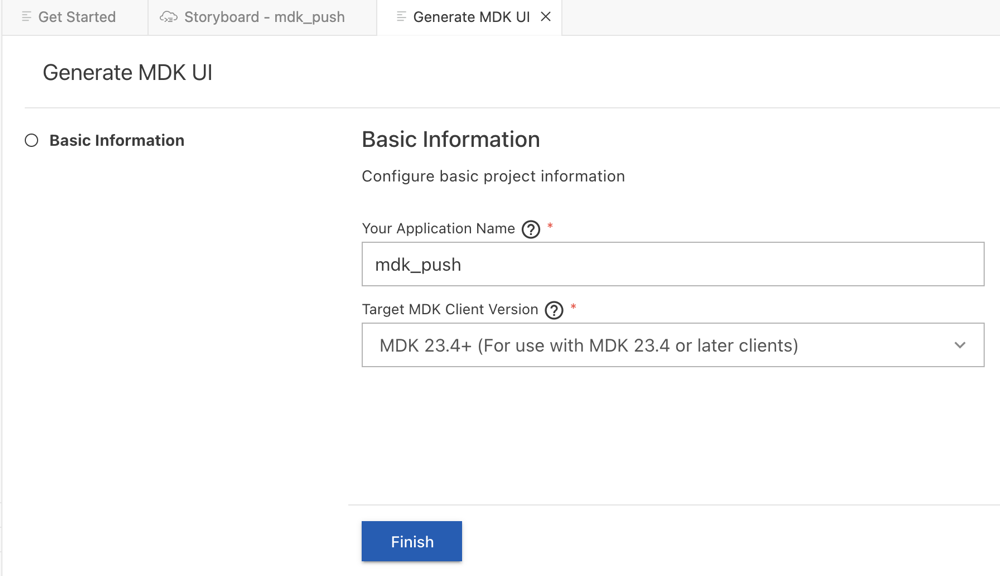 Get Started
Storyboard - mdk_push
Generate MDK UI
Generate MDK UI
Basic Information
Basic Information
Configure basic project information
Your Application Name ? *
mdk_push
Target MDK Client Version ? *
MDK 23.4+ (For use with MDK 23.4 or later clients)
Finish